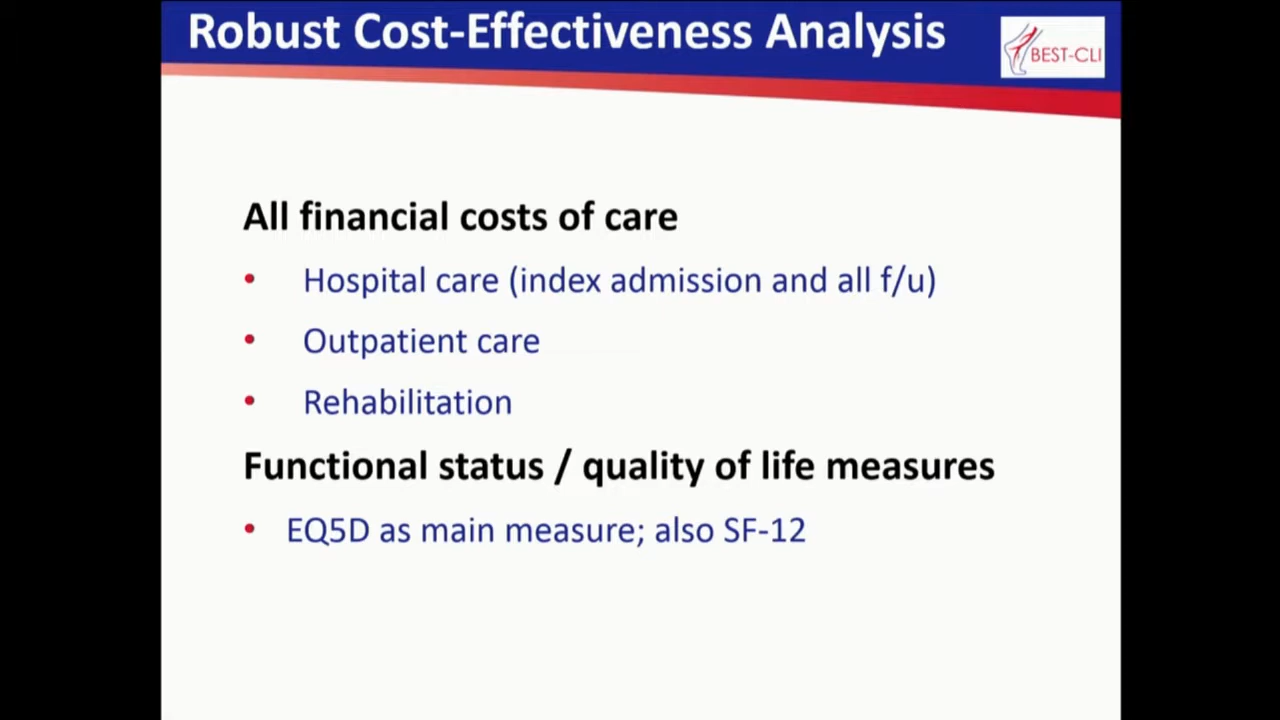 Robust Cost-Effectiveness Analysis
BEST-CLI
All financial costs of care
• Hospital care (index admission and all f/u)
• Outpatient care
• Rehabilitation
Functional status / quality of life measures
• EQ5D as main measure; also SF-12